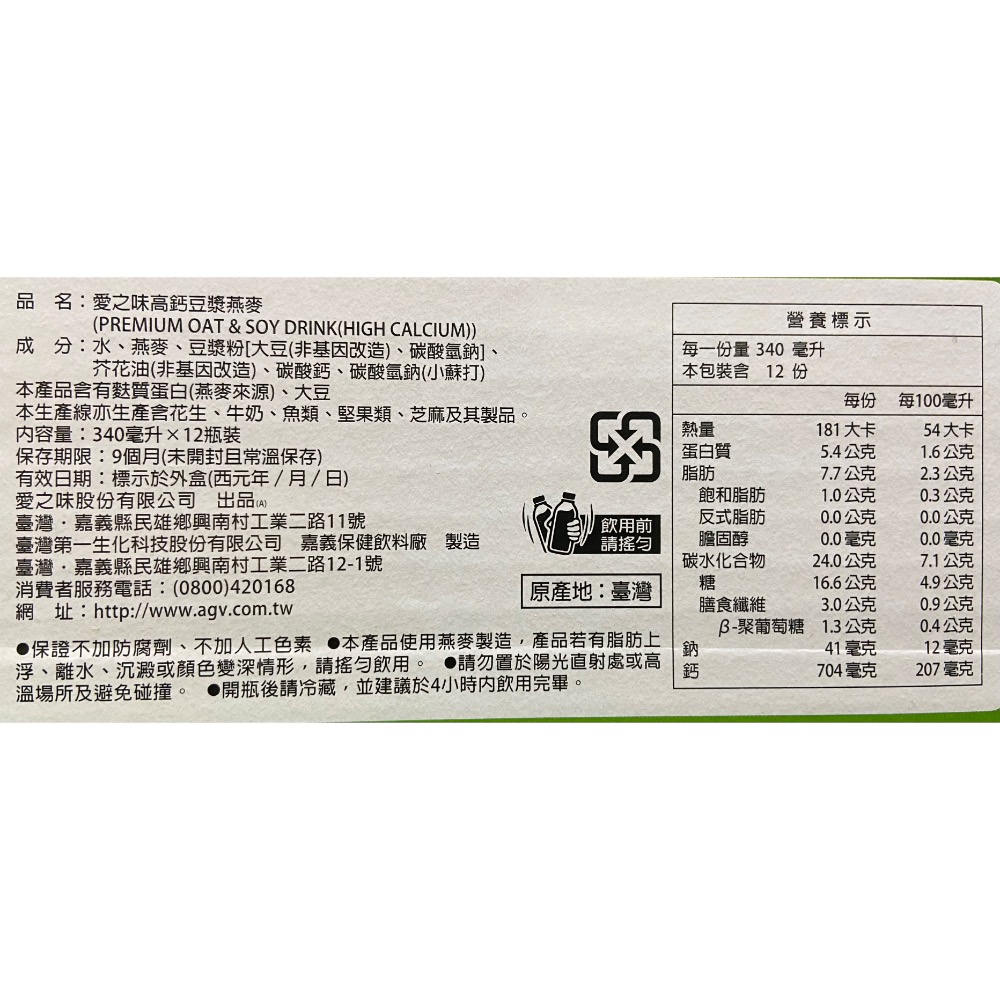 品　名：愛之味高鈣豆漿燕麥
(PREMIUM OAT & SOY DRINK(HIGH CALCIUM))
成　分：水、燕麥、豆漿粉[大豆(非基因改造)、碳酸氫鈉]、
芥花油(非基因改造)、碳酸鈣、碳酸氫鈉(小蘇打)
本產品含有麩質蛋白(燕麥來源)、大豆
本生產線亦生產含花生、牛奶、魚類、堅果類、芝麻及其製品。
內容量：340毫升×12瓶裝
保存期限：9個月(未開封且常溫保存)
有效日期：標示於外盒(西元年/月/日)
愛之味股份有限公司　出品(A)
臺灣・嘉義縣民雄鄉興南村工業二路11號
臺灣第一生化科技股份有限公司　嘉義保健飲料廠　製造
臺灣・嘉義縣民雄鄉興南村工業二路12-1號
消費者服務電話：(0800)420168
網　址：http://www.agv.com.tw
飲用前
請搖勻
原產地：臺灣
●保證不加防腐劑、不加人工色素 ●本產品使用燕麥製造，產品若有脂肪上
浮、離水、沉澱或顏色變深情形，請搖勻飲用。 ●請勿置於陽光直射處或高
溫場所及避免碰撞。 ●開瓶後請冷藏，並建議於4小時內飲用完畢。
營養標示
每一份量 340 毫升
本包裝含 12 份
每份 每100毫升
熱量 181 大卡 54 大卡
蛋白質 5.4 公克 1.6 公克
脂肪 7.7 公克 2.3 公克
飽和脂肪 1.0 公克 0.3 公克
反式脂肪 0.0 公克 0.0 公克
膽固醇 0.0 毫克 0.0 毫克
碳水化合物 24.0 公克 7.1 公克
糖 16.6 公克 4.9 公克
膳食纖維 3.0 公克 0.9 公克
β-聚葡萄糖 1.3 公克 0.4 公克
鈉 41 毫克 12 毫克
鈣 704 毫克 207 毫克